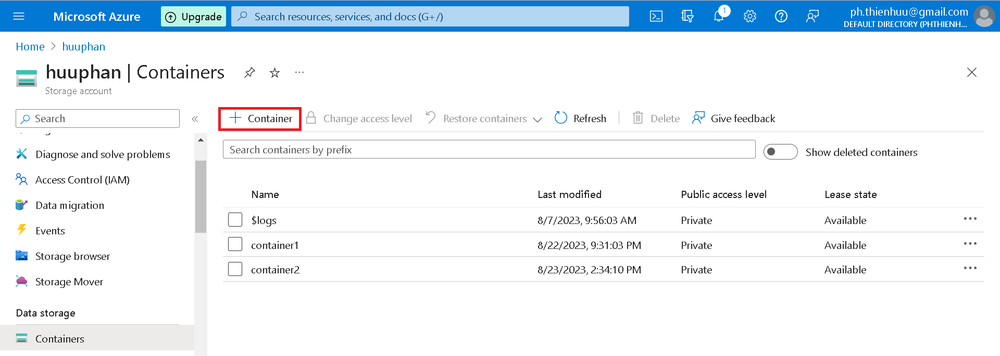 Microsoft Azure
Upgrade
Search resources, services, and docs (G+/)
1
ph.thienhuu@gmail.com
DEFAULT DIRECTORY (PHTHIENH...
Home > huuphan
huuphan | Containers
...
Storage account
Search
«
+ Container
Change access level
Restore containers
Refresh
Delete
Give feedback
Search containers by prefix
Show deleted containers
Diagnose and solve problems
Access Control (IAM)
Data migration
Events
Storage browser
Storage Mover
Data storage
Containers
Name Last modified Public access level Lease state
$logs 8/7/2023, 9:56:03 AM Private Available ...
container1 8/22/2023, 9:31:03 PM Private Available ...
container2 8/23/2023, 2:34:10 PM Private Available ...